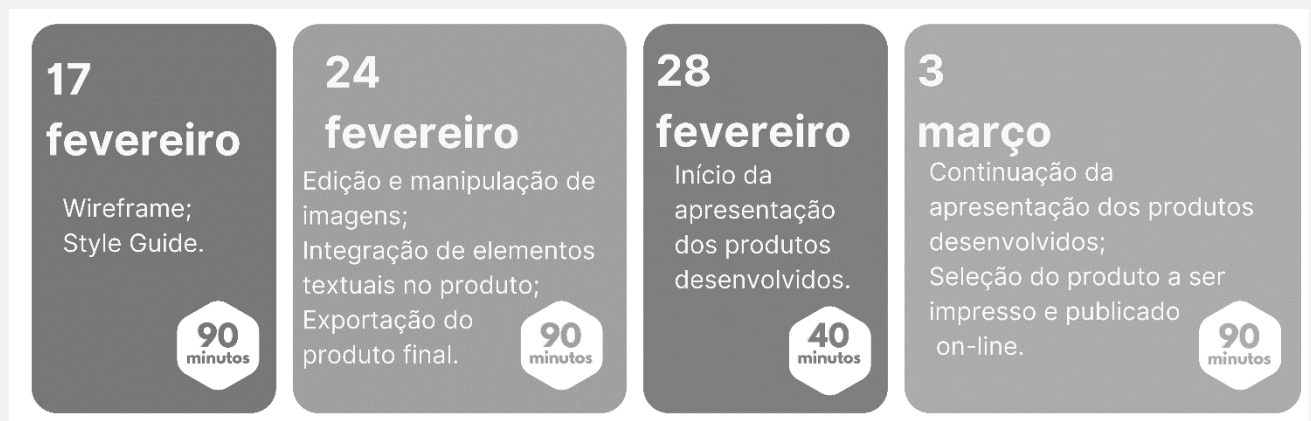 17
fevereiro
Wireframe;
Style Guide.
90
minutos
24
fevereiro
Edição e manipulação de
imagens;
Integração de elementos
textuais no produto;
Exportação do
produto final.
90
minutos
28
fevereiro
Início da
apresentação
dos produtos
desenvolvidos.
40
minutos
3
março
Continuação da
apresentação dos produtos
desenvolvidos;
Seleção do produto a ser
impresso e publicado
on-line.
90
minutos